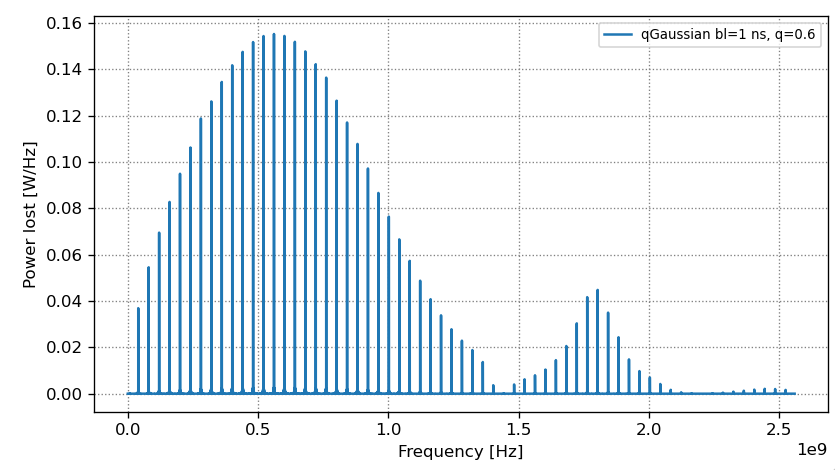 qGaussian bl=1 ns, q=0.6
Power lost [W/Hz]
0.16
0.14
0.12
0.10
0.08
0.06
0.04
0.02
0.00
0.0 0.5 1.0 1.5 2.0 2.5
1e9
Frequency [Hz]